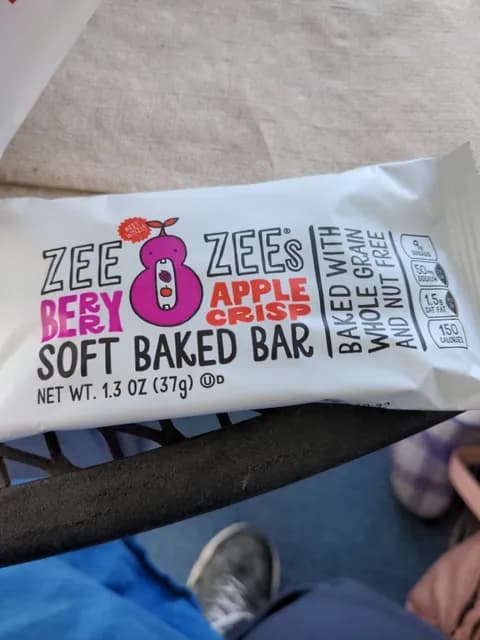 ZEE ZEEs®
BERRY APPLE
CRISP
SOFT BAKED BAR
NET WT. 1.3 OZ (37g) ⓊD
BAKED WITH
WHOLE GRAIN
AND NUT FREE
SUGARS
50mg
SODIUM
1.5g
SAT FAT
150
CALORIES